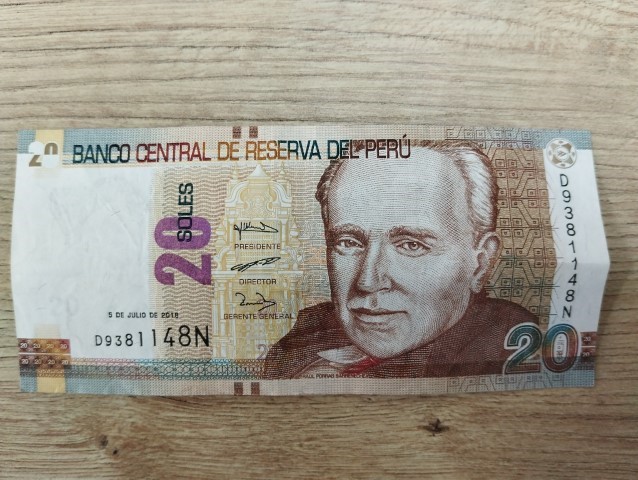 20
BANCO CENTRAL DE RESERVA DEL PERÚ
20 SOLES
PRESIDENTE
DIRECTOR
GERENTE GENERAL
5 DE JULIO DE 2018
D9381148N
D9381148N
20